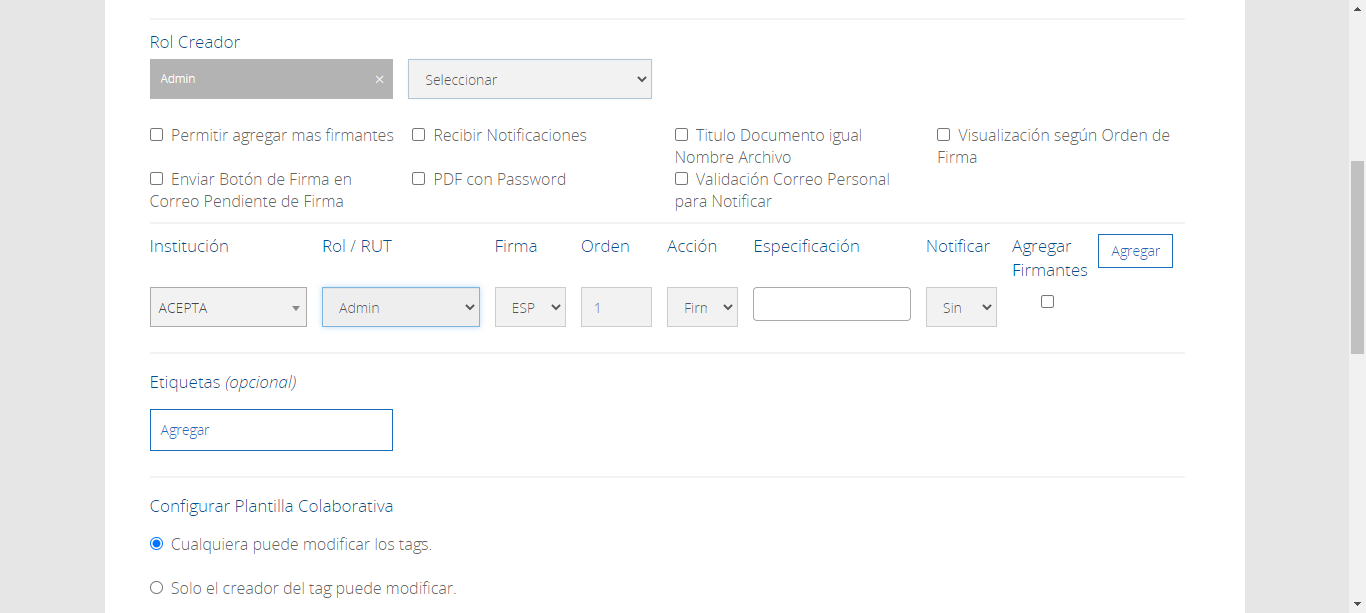 Rol Creador
Admin ×
Seleccionar
Permitir agregar mas firmantes
Recibir Notificaciones
Titulo Documento igual
Nombre Archivo
Visualización según Orden de
Firma
Enviar Botón de Firma en
Correo Pendiente de Firma
PDF con Password
Validación Correo Personal
para Notificar
Institución
Rol / RUT
Firma
Orden
Acción
Especificación
Notificar
Agregar
Firmantes
Agregar
ACEPTA
Admin
ESP
1
Firn
Sin
Etiquetas (opcional)
Agregar
Configurar Plantilla Colaborativa
Cualquiera puede modificar los tags.
Solo el creador del tag puede modificar.